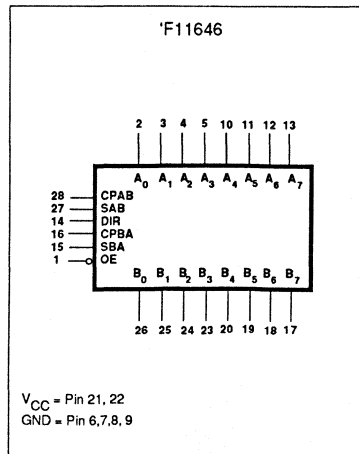 'F11646
2 3 4 5 10 11 12 13
A0 A1 A2 A3 A4 A5 A6 A7
28 CPAB
27 SAB
14 DIR
16 CPBA
15 SBA
1 OE
B0 B1 B2 B3 B4 B5 B6 B7
26 25 24 23 20 19 18 17
VCC = Pin 21, 22
GND = Pin 6,7,8, 9